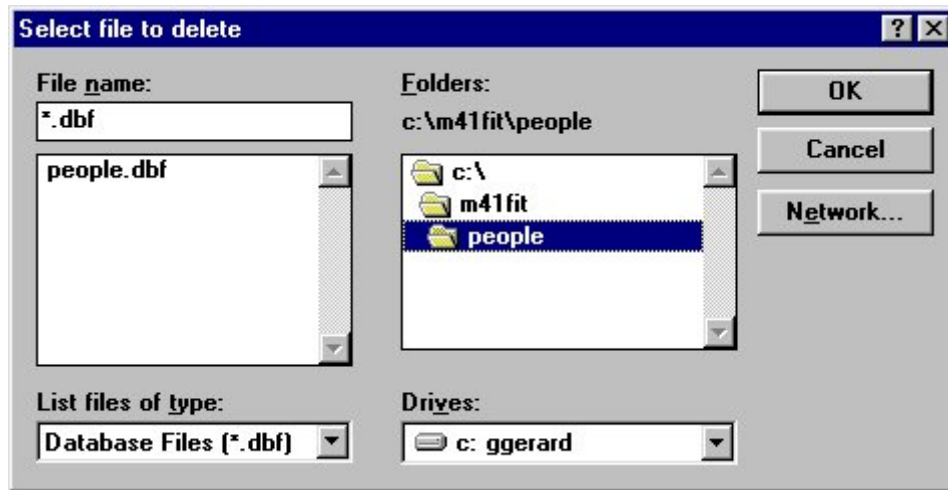 Select file to delete
File name:
*.dbf
people.dbf
List files of type:
Database Files (*.dbf)
Folders:
c:\m41fit\people
c:\
m41fit
people
Drives:
c: ggerard
OK
Cancel
Network...